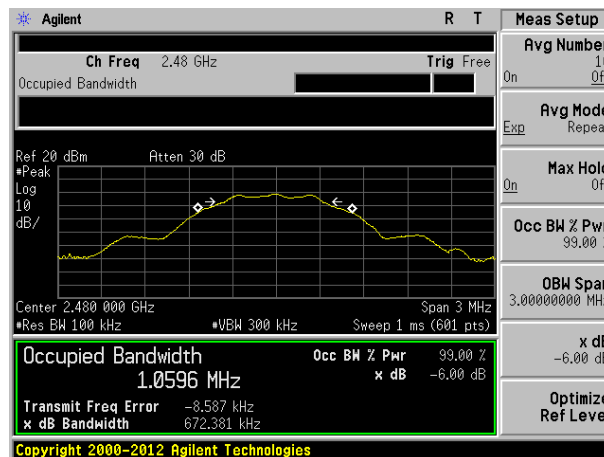 Agilent R T Meas Setup
Ch Freq 2.48 GHz Trig Free
Occupied Bandwidth
Ref 20 dBm Atten 30 dB
#Peak
Log
10
dB/
Center 2.480 000 GHz Span 3 MHz
#Res BW 100 kHz #VBW 300 kHz Sweep 1 ms (601 pts)
Occupied Bandwidth Occ BW % Pwr 99.00 %
1.0596 MHz x dB -6.00 dB
Transmit Freq Error -8.587 kHz
x dB Bandwidth 672.381 kHz
Copyright 2000-2012 Agilent Technologies
Avg Number
On
Avg Mode
Exp Repea
Max Hold
On Of
Occ BW % Pwr
99.00
OBW Span
3.00000000 MH
x dB
-6.00 dB
Optimize
Ref Level